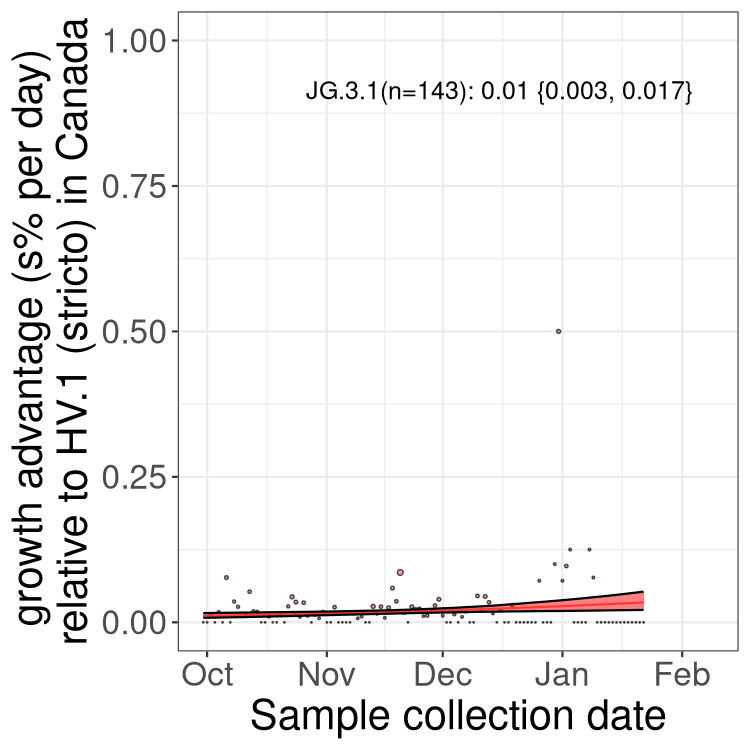 growth advantage (s% per day)
relative to HV.1 (stricto) in Canada
1.00
0.75
0.50
0.25
0.00
JG.3.1(n=143): 0.01 {0.003, 0.017}
Oct Nov Dec Jan Feb
Sample collection date